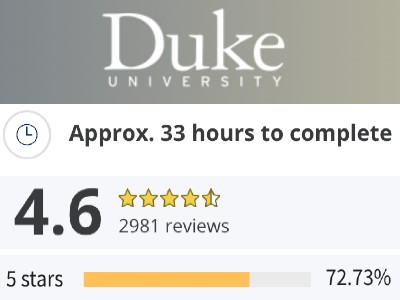 Duke
UNIVERSITY
Approx. 33 hours to complete
4.6
2981 reviews
5 stars 72.73%